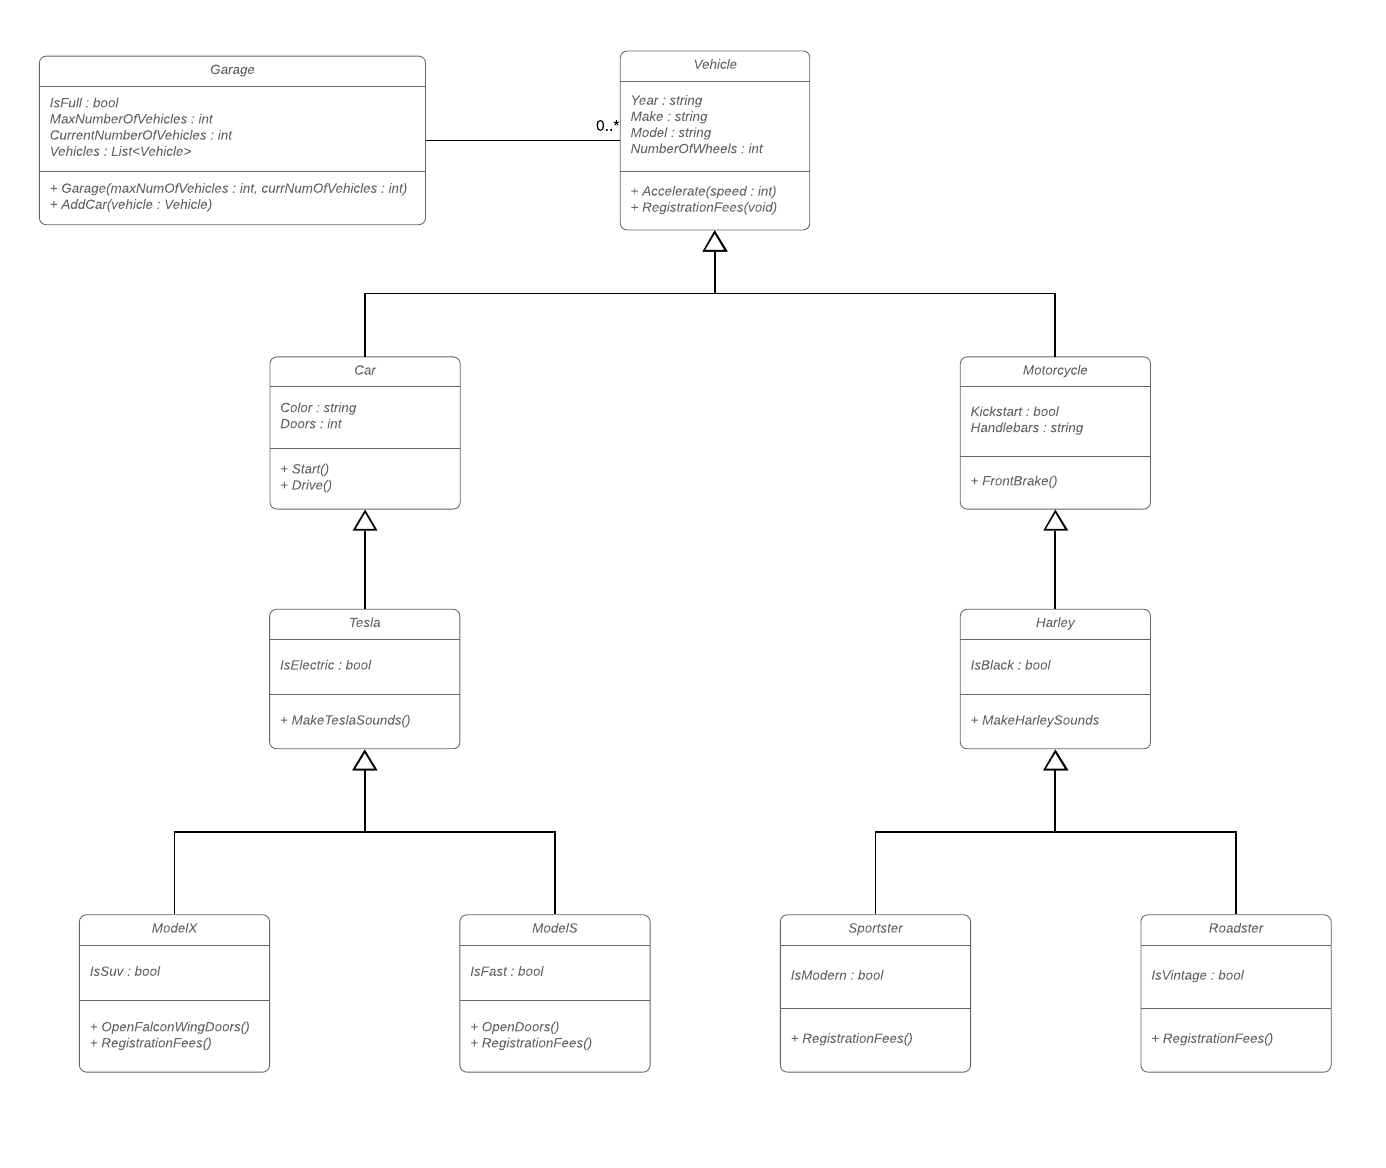 Garage
IsFull : bool
MaxNumberOfVehicles : int
CurrentNumberOfVehicles : int
Vehicles : List<Vehicle>
+ Garage(maxNumOfVehicles : int, currNumOfVehicles : int)
+ AddCar(vehicle : Vehicle)
0..*
Vehicle
Year : string
Make : string
Model : string
NumberOfWheels : int
+ Accelerate(speed : int)
+ RegistrationFees(void)
Car
Color : string
Doors : int
+ Start()
+ Drive()
Motorcycle
Kickstart : bool
Handlebars : string
+ FrontBrake()
Tesla
IsElectric : bool
+ MakeTeslaSounds()
Harley
IsBlack : bool
+ MakeHarleySounds
ModelX
IsSuv : bool
+ OpenFalconWingDoors()
+ RegistrationFees()
ModelS
IsFast : bool
+ OpenDoors()
+ RegistrationFees()
Sportster
IsModern : bool
+ RegistrationFees()
Roadster
IsVintage : bool
+ RegistrationFees()